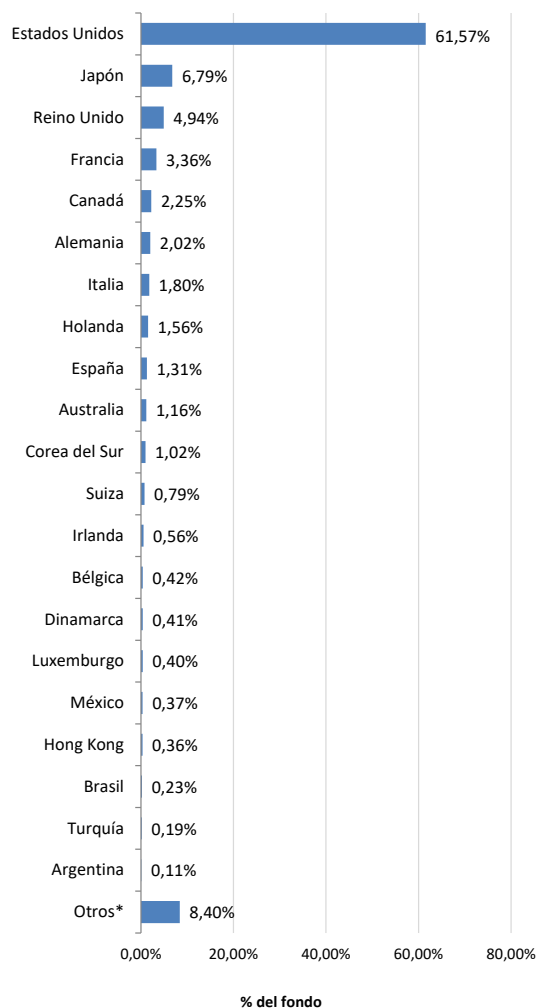 Estados Unidos 61,57%
Japón 6,79%
Reino Unido 4,94%
Francia 3,36%
Canadá 2,25%
Alemania 2,02%
Italia 1,80%
Holanda 1,56%
España 1,31%
Australia 1,16%
Corea del Sur 1,02%
Suiza 0,79%
Irlanda 0,56%
Bélgica 0,42%
Dinamarca 0,41%
Luxemburgo 0,40%
México 0,37%
Hong Kong 0,36%
Brasil 0,23%
Turquía 0,19%
Argentina 0,11%
Otros* 8,40%
0,00% 20,00% 40,00% 60,00% 80,00%
% del fondo